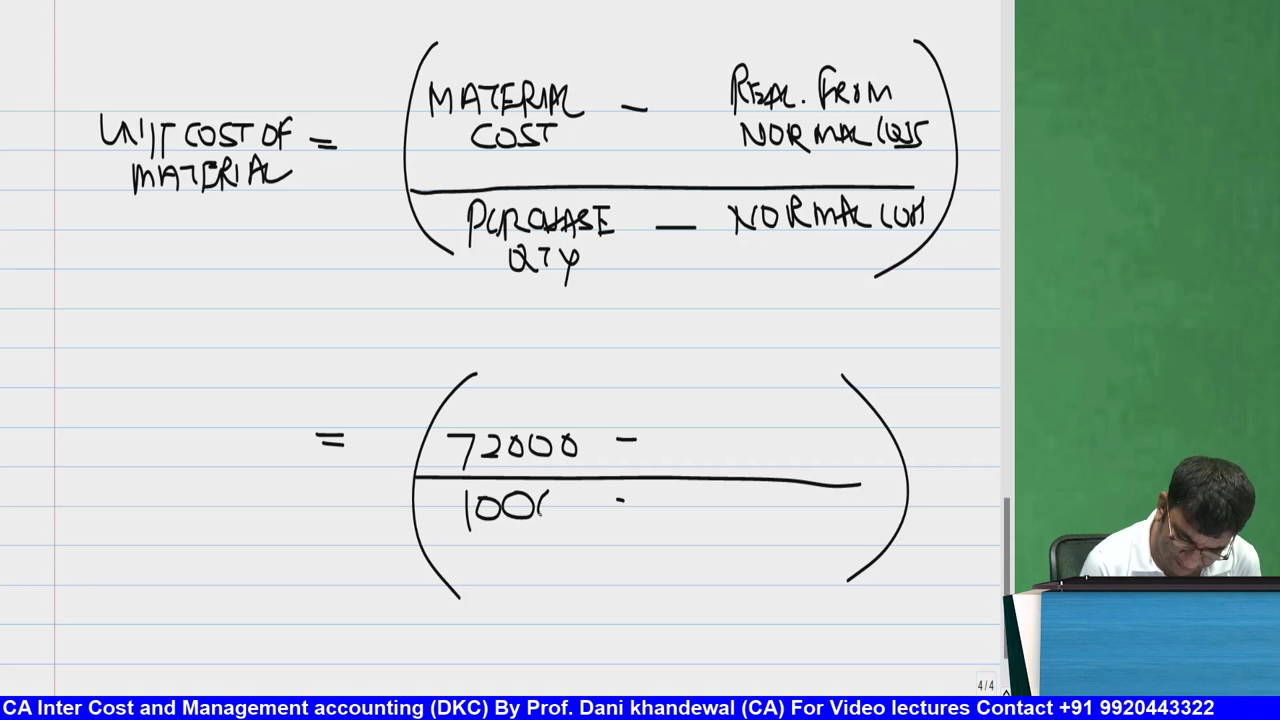 UNIT COST OF MATERIAL = (MATERIAL COST - REAL. FROM NORMAL LOSS
PURCHASE QTY - NORMAL LOSS)
= (72000 -
100( -)
4/4
CA Inter Cost and Management accounting (DKC) By Prof. Dani khandewal (CA) For Video lectures Contact +91 9920443322